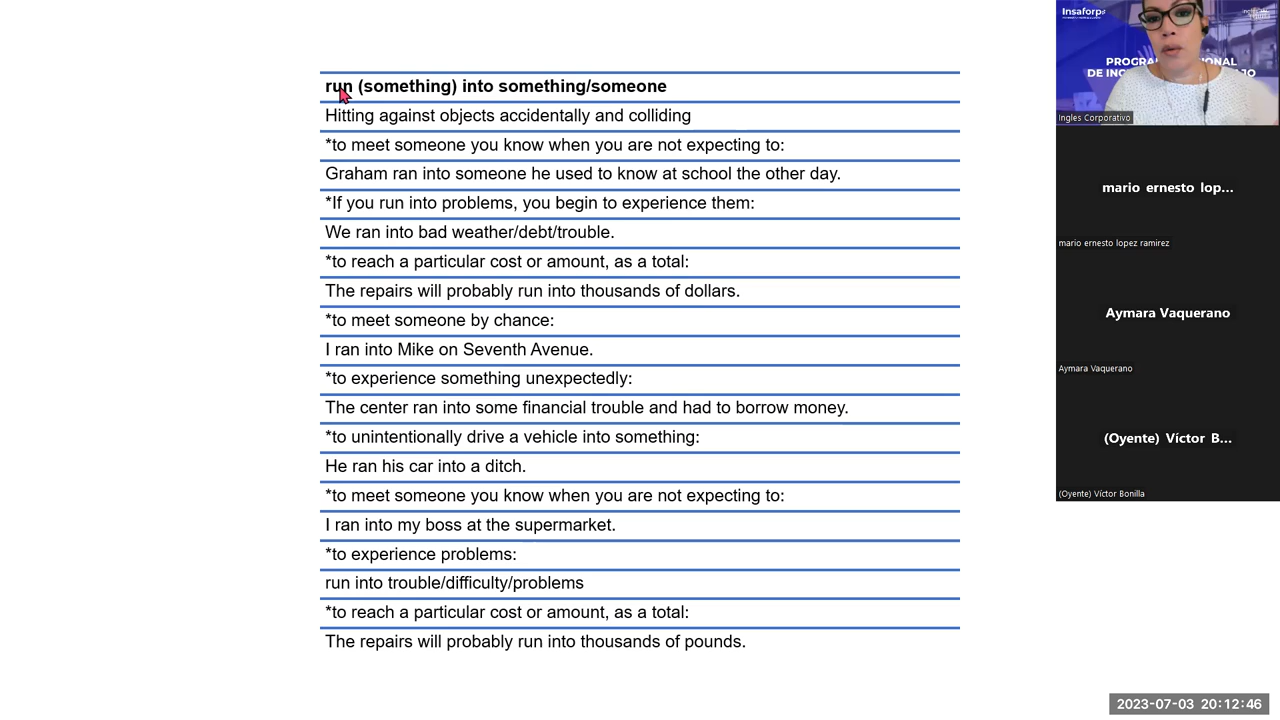 run (something) into something/someone
Hitting against objects accidentally and colliding
*to meet someone you know when you are not expecting to:
Graham ran into someone he used to know at school the other day.
*If you run into problems, you begin to experience them:
We ran into bad weather/debt/trouble.
*to reach a particular cost or amount, as a total:
The repairs will probably run into thousands of dollars.
*to meet someone by chance:
I ran into Mike on Seventh Avenue.
*to experience something unexpectedly:
The center ran into some financial trouble and had to borrow money.
*to unintentionally drive a vehicle into something:
He ran his car into a ditch.
*to meet someone you know when you are not expecting to:
I ran into my boss at the supermarket.
*to experience problems:
run into trouble/difficulty/problems
*to reach a particular cost or amount, as a total:
The repairs will probably run into thousands of pounds.
Insaforp
Ingles Corporativo
mario ernesto lop...
mario ernesto lopez ramirez
Aymara Vaquerano
Aymara Vaquerano
(Oyente) Víctor B...
(Oyente) Víctor Bonilla
2023-07-03 20:12:46